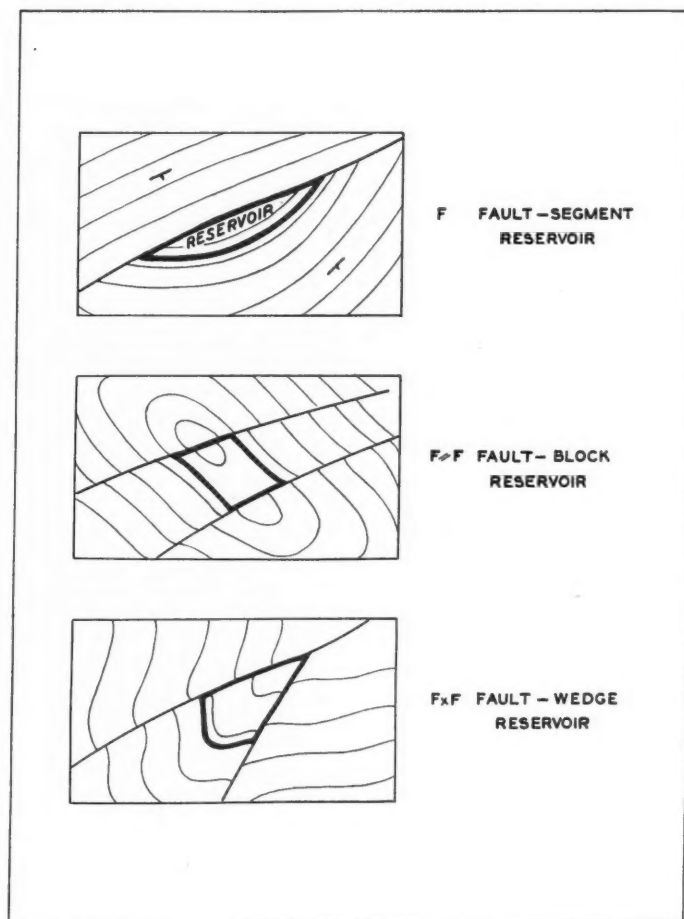 RESERVOIR
F FAULT—SEGMENT
RESERVOIR
F∥F FAULT—BLOCK
RESERVOIR
FxF FAULT—WEDGE
RESERVOIR